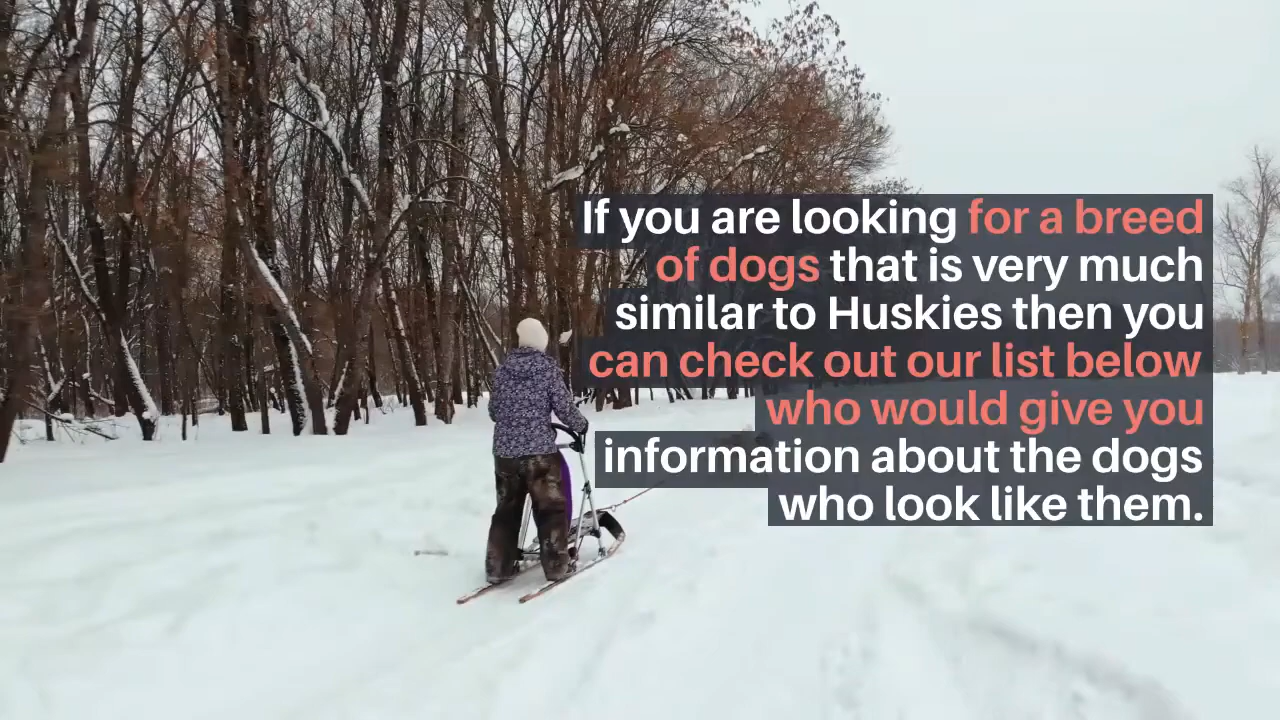 If you are looking for a breed
of dogs that is very much
similar to Huskies then you
can check out our list below
who would give you
information about the dogs
who look like them.